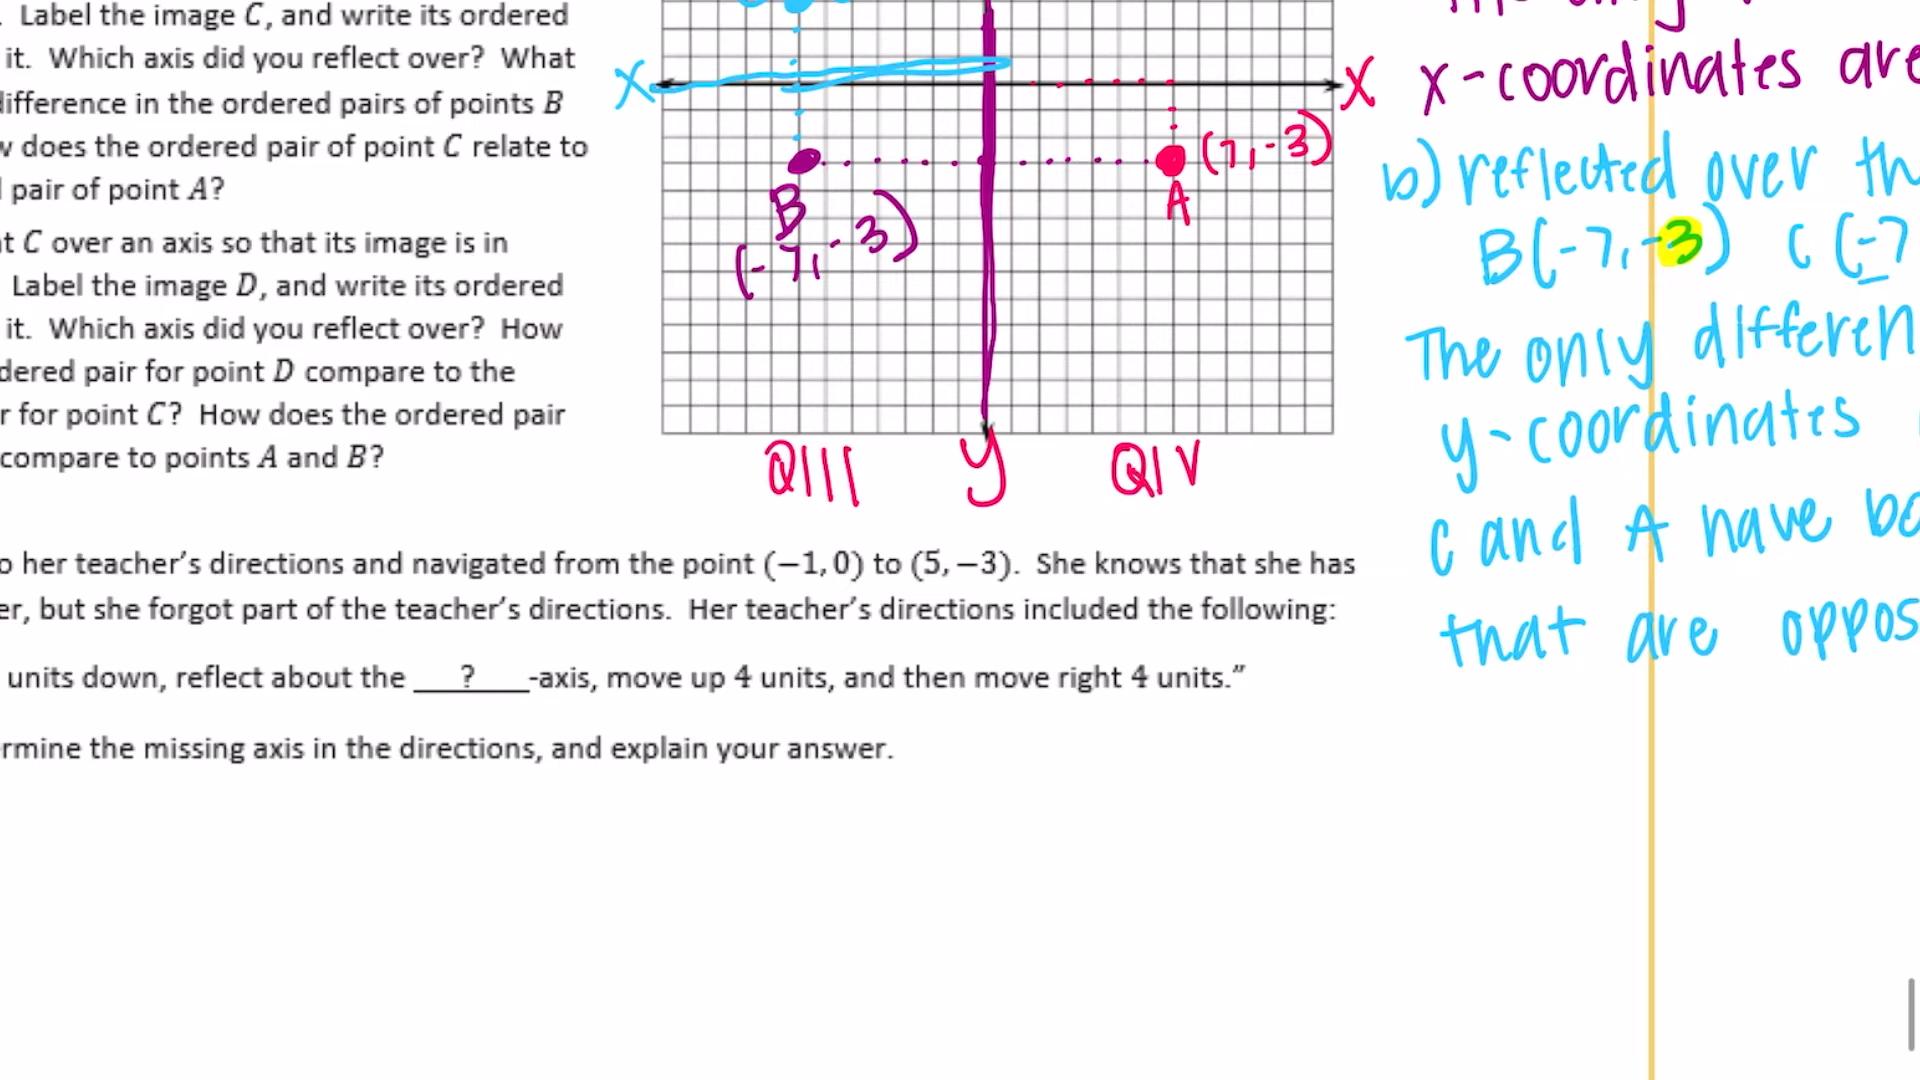 Label the image C, and write its ordered
it. Which axis did you reflect over? What
difference in the ordered pairs of points B
does the ordered pair of point C relate to
pair of point A?
C over an axis so that its image is in
Label the image D, and write its ordered
it. Which axis did you reflect over? How
dered pair for point D compare to the
r for point C? How does the ordered pair
compare to points A and B?
X
X
(7, -3)
A
B
(-7, -3)
QIII
y
QIV
x-coordinates are
b) reflected over th
B(-7, -3) C (-7
The only differen
y-coordinates
C and A have bo
that are oppos
o her teacher’s directions and navigated from the point (−1, 0) to (5, −3). She knows that she has
er, but she forgot part of the teacher’s directions. Her teacher’s directions included the following:
units down, reflect about the ___?___-axis, move up 4 units, and then move right 4 units.”
rmine the missing axis in the directions, and explain your answer.